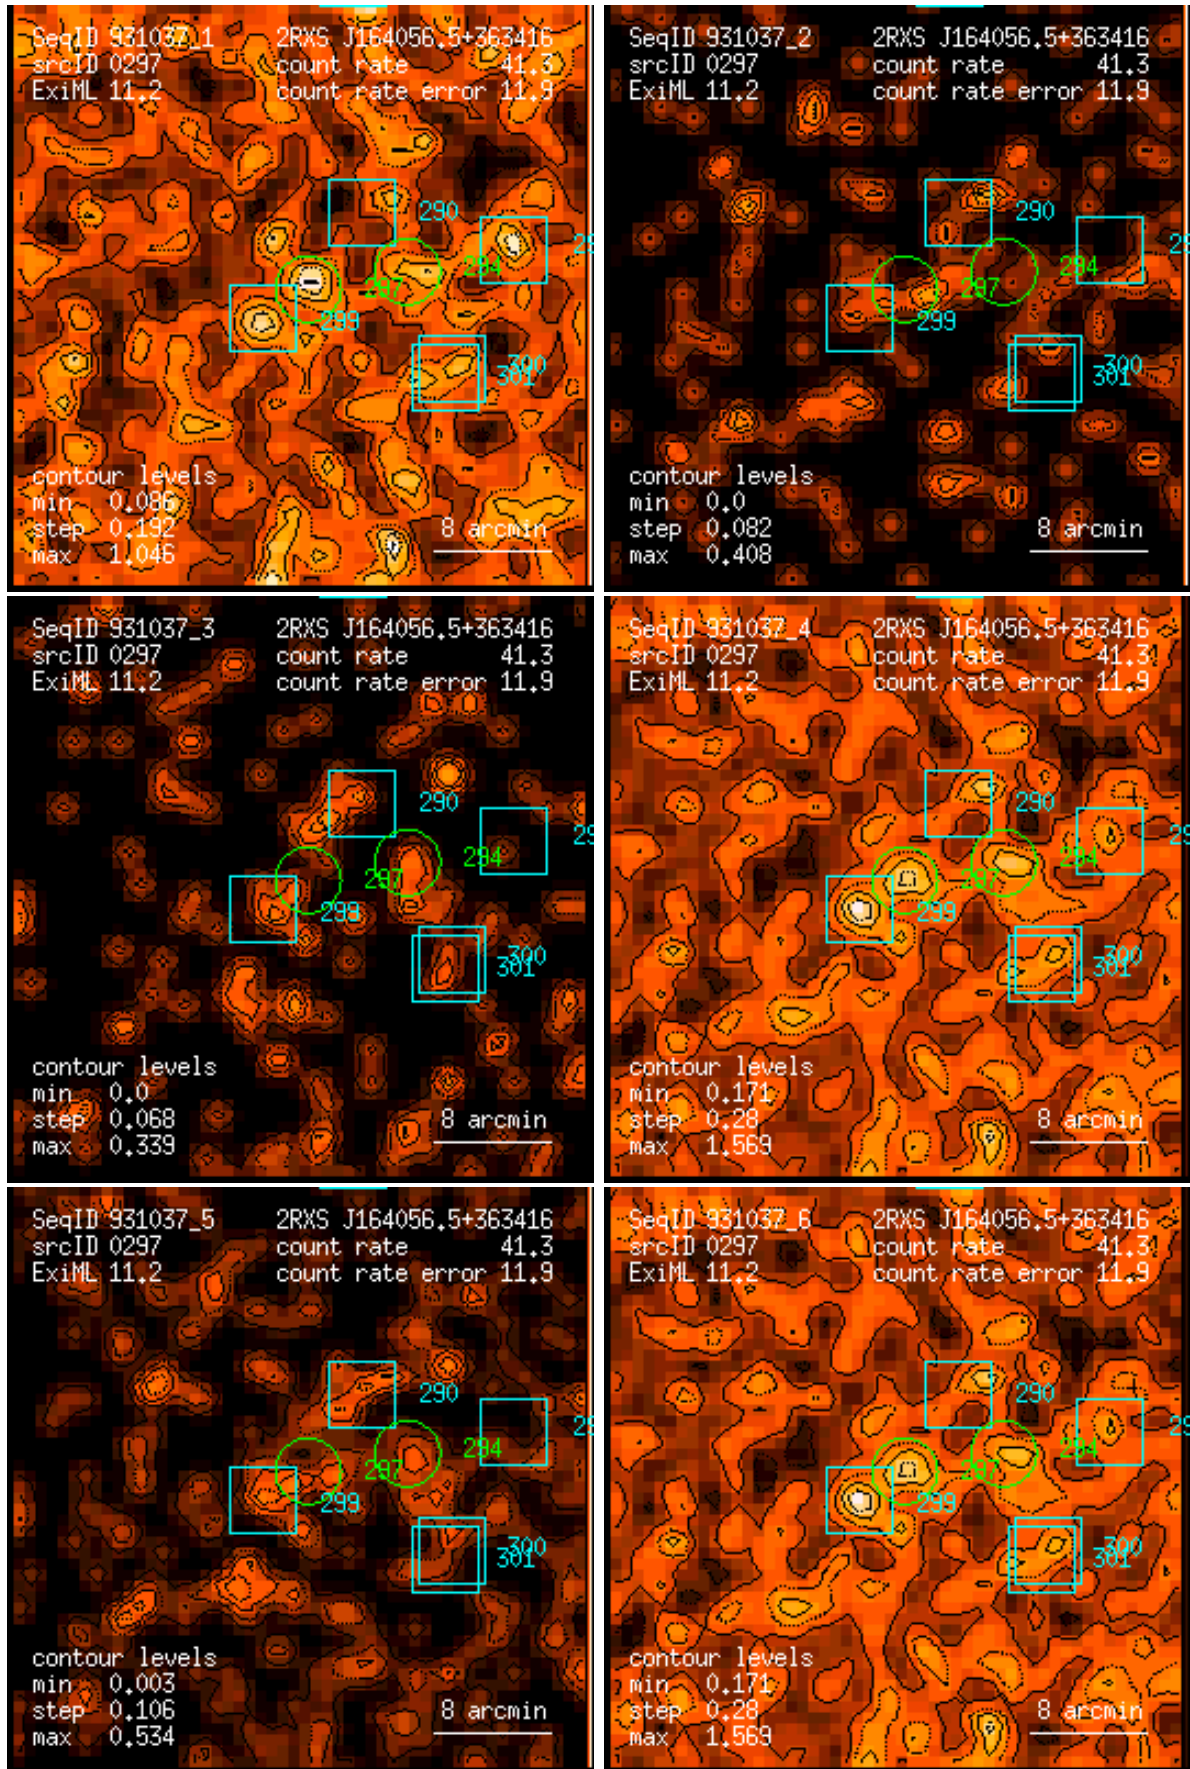 SeqID 931037_1 2RXS J164056.5+363416
srcID 0297 count rate 41.3
ExiML 11.2 count rate error 11.9
290
29
294
297
299
300
301
contour levels
min 0.086
step 0.192
max 1.046
8 arcmin
SeqID 931037_2 2RXS J164056.5+363416
srcID 0297 count rate 41.3
ExiML 11.2 count rate error 11.9
290
29
294
297
299
300
301
contour levels
min 0.0
step 0.082
max 0.408
8 arcmin
SeqID 931037_3 2RXS J164056.5+363416
srcID 0297 count rate 41.3
ExiML 11.2 count rate error 11.9
290
29
294
297
299
300
301
contour levels
min 0.0
step 0.068
max 0.339
8 arcmin
SeqID 931037_4 2RXS J164056.5+363416
srcID 0297 count rate 41.3
ExiML 11.2 count rate error 11.9
290
29
294
297
299
300
301
contour levels
min 0.171
step 0.28
max 1.569
8 arcmin
SeqID 931037_5 2RXS J164056.5+363416
srcID 0297 count rate 41.3
ExiML 11.2 count rate error 11.9
290
29
294
297
299
300
301
contour levels
min 0.003
step 0.106
max 0.534
8 arcmin
SeqID 931037_6 2RXS J164056.5+363416
srcID 0297 count rate 41.3
ExiML 11.2 count rate error 11.9
290
29
294
297
299
300
301
contour levels
min 0.171
step 0.28
max 1.569
8 arcmin